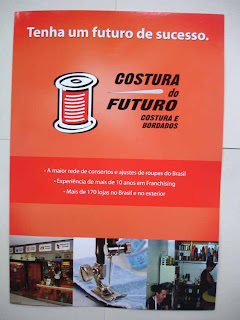 Tenha um futuro de sucesso.
COSTURA
do
FUTURO
COSTURA E
BORDADOS
• A maior rede de consertos e ajustes de roupas do Brasil
• Experiência de mais de 10 anos em Franchising
• Mais de 170 lojas no Brasil e no exterior